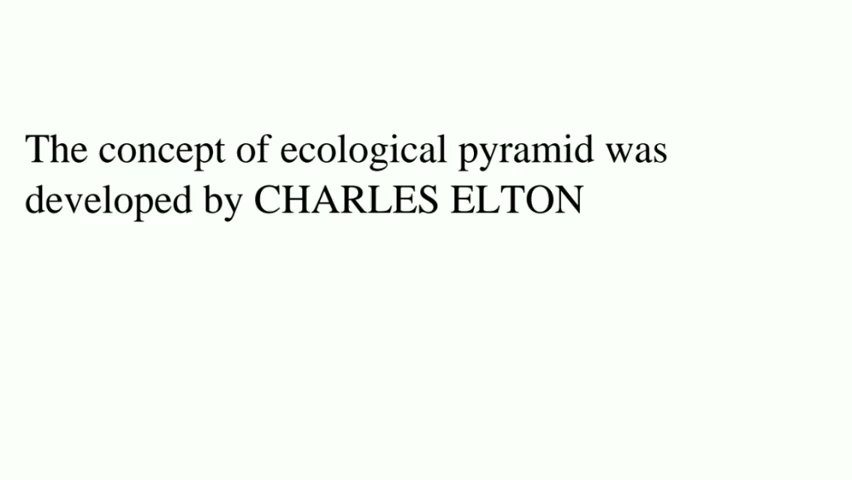 The concept of ecological pyramid was
developed by CHARLES ELTON